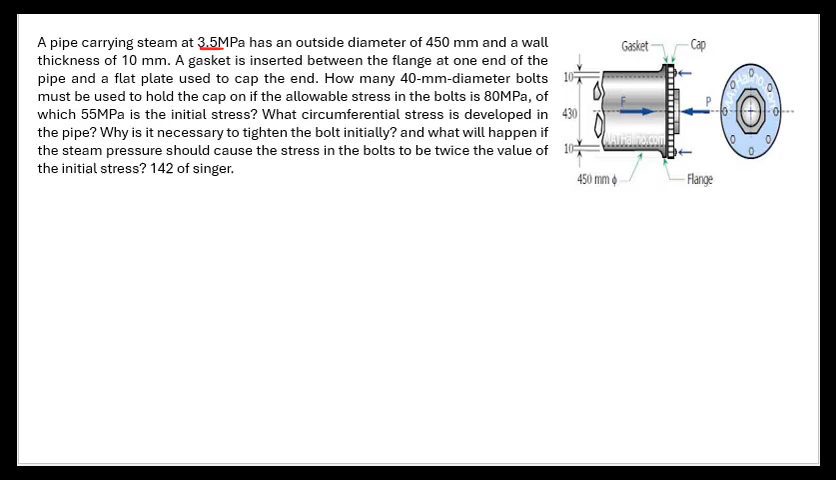 A pipe carrying steam at 3.5MPa has an outside diameter of 450 mm and a wall
thickness of 10 mm. A gasket is inserted between the flange at one end of the
pipe and a flat plate used to cap the end. How many 40-mm-diameter bolts
must be used to hold the cap on if the allowable stress in the bolts is 80MPa, of
which 55MPa is the initial stress? What circumferential stress is developed in
the pipe? Why is it necessary to tighten the bolt initially? and what will happen if
the steam pressure should cause the stress in the bolts to be twice the value of
the initial stress? 142 of singer.
Gasket Cap
10
F P
430
10
450 mm ϕ Flange